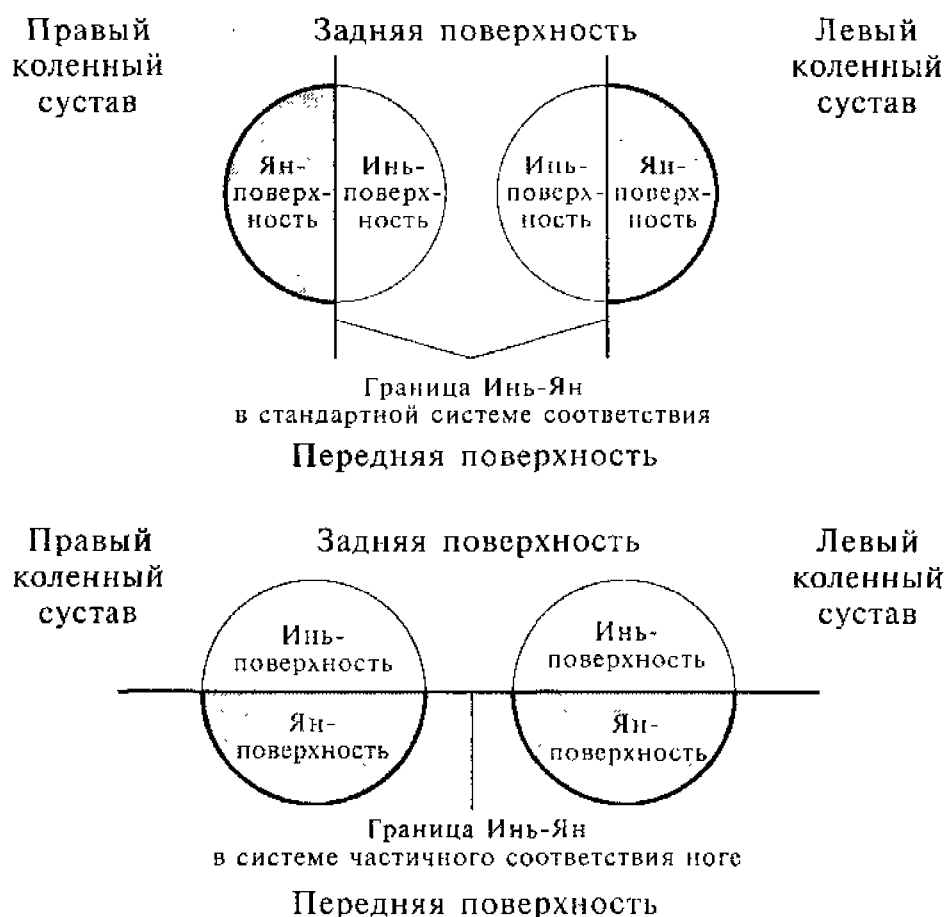 Правый
коленный
сустав
Задняя поверхность
Левый
коленный
сустав
Ян-
поверх-
ность
Инь-
поверх-
ность
Инь-
поверх-
ность
Ян-
поверх-
ность
Граница Инь-Ян
в стандартной системе соответствия
Передняя поверхность
Правый
коленный
сустав
Задняя поверхность
Левый
коленный
сустав
Инь-
поверхность
Инь-
поверхность
Ян-
поверхность
Ян-
поверхность
Граница Инь-Ян
в системе частичного соответствия ноге
Передняя поверхность